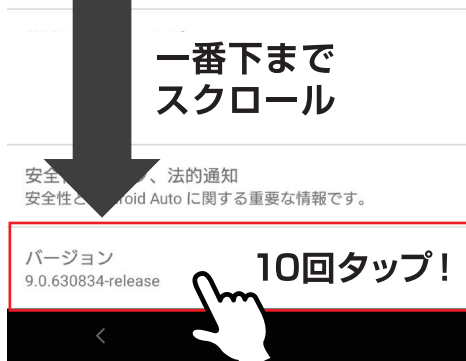 一番下まで
スクロール
安全　　　、法的通知
安全性と　　roid Auto に関する重要な情報です。
バージョン
9.0.630834-release
10回タップ！